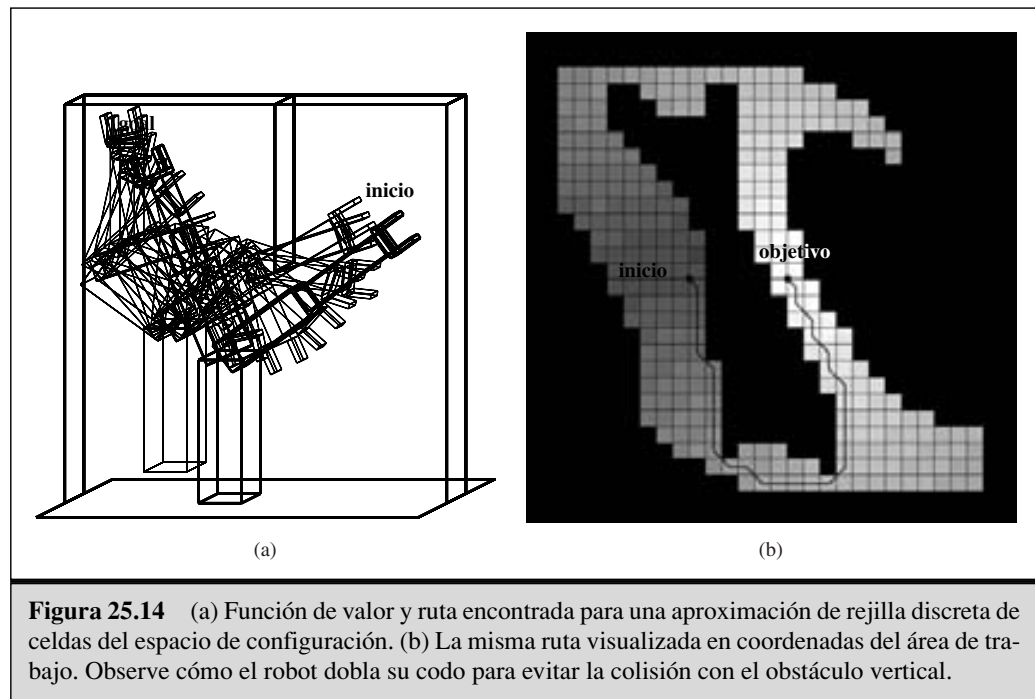 inicio
(a)
inicio
objetivo
(b)
Figura 25.14 (a) Función de valor y ruta encontrada para una aproximación de rejilla discreta de
celdas del espacio de configuración. (b) La misma ruta visualizada en coordenadas del área de tra-
bajo. Observe cómo el robot dobla su codo para evitar la colisión con el obstáculo vertical.